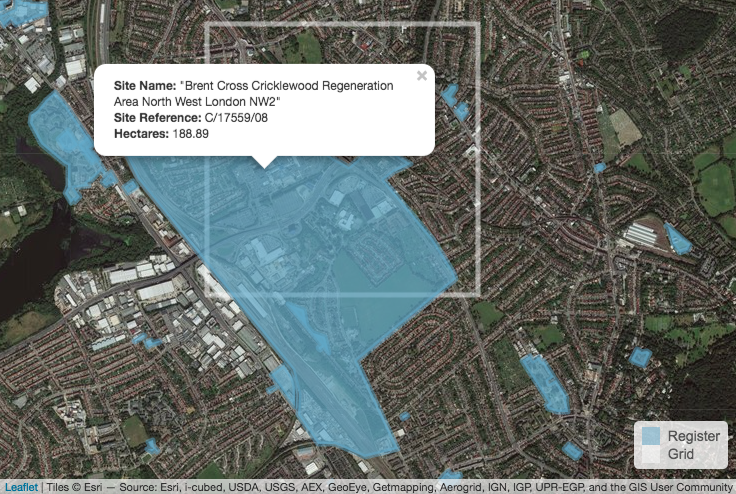 Site Name: "Brent Cross Cricklewood Regeneration
Area North West London NW2"
Site Reference: C/17559/08
Hectares: 188.89
Register
Grid
Leaflet | Tiles © Esri — Source: Esri, i-cubed, USDA, USGS, AEX, GeoEye, Getmapping, Aerogrid, IGN, IGP, UPR-EGP, and the GIS User Community